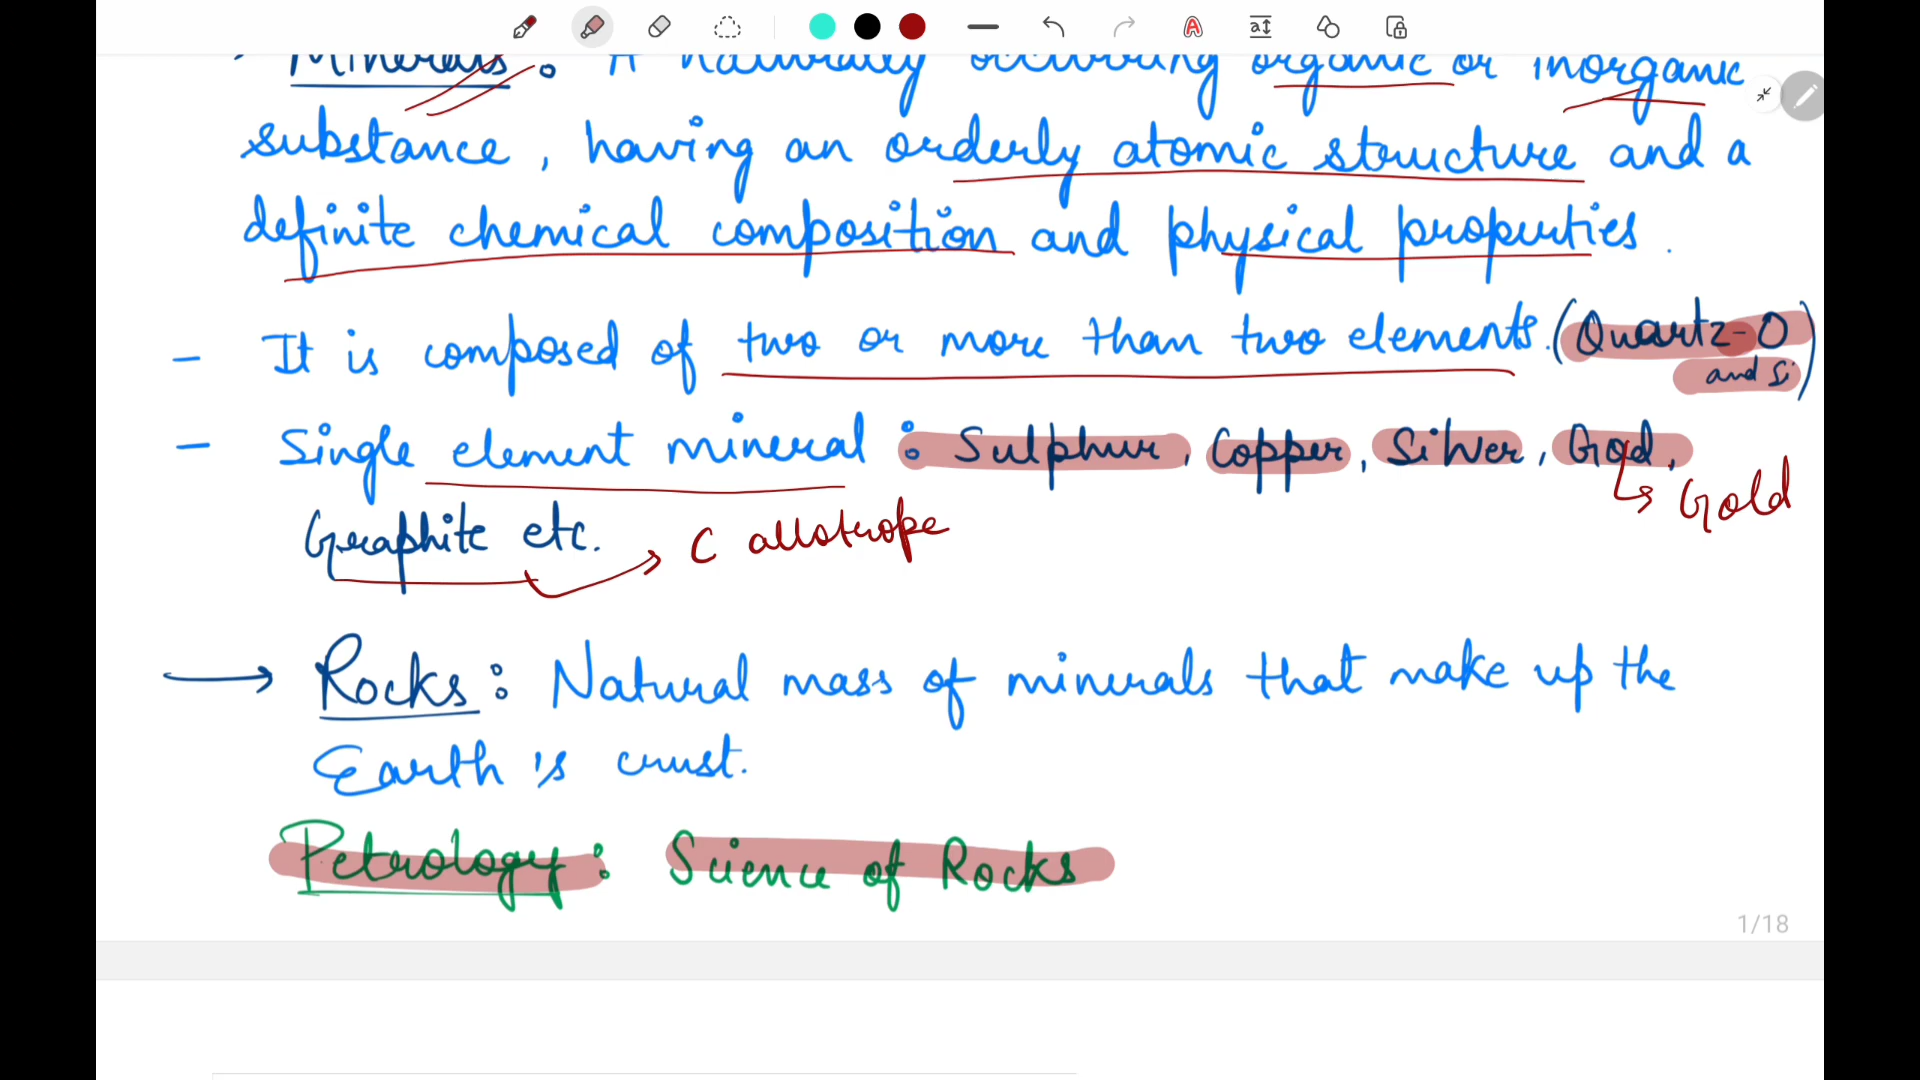 Minerals : A naturally occurring organic or inorganic
substance, having an orderly atomic structure and a
definite chemical composition and physical properties.
- It is composed of two or more than two elements. (Quartz - O
and Si)
- Single element mineral : Sulphur, Copper, Silver, God,
Gold
Graphite etc. → C allotrope
→ Rocks : Natural mass of minerals that make up the
Earth's crust.
Petrology : Science of Rocks
1/18